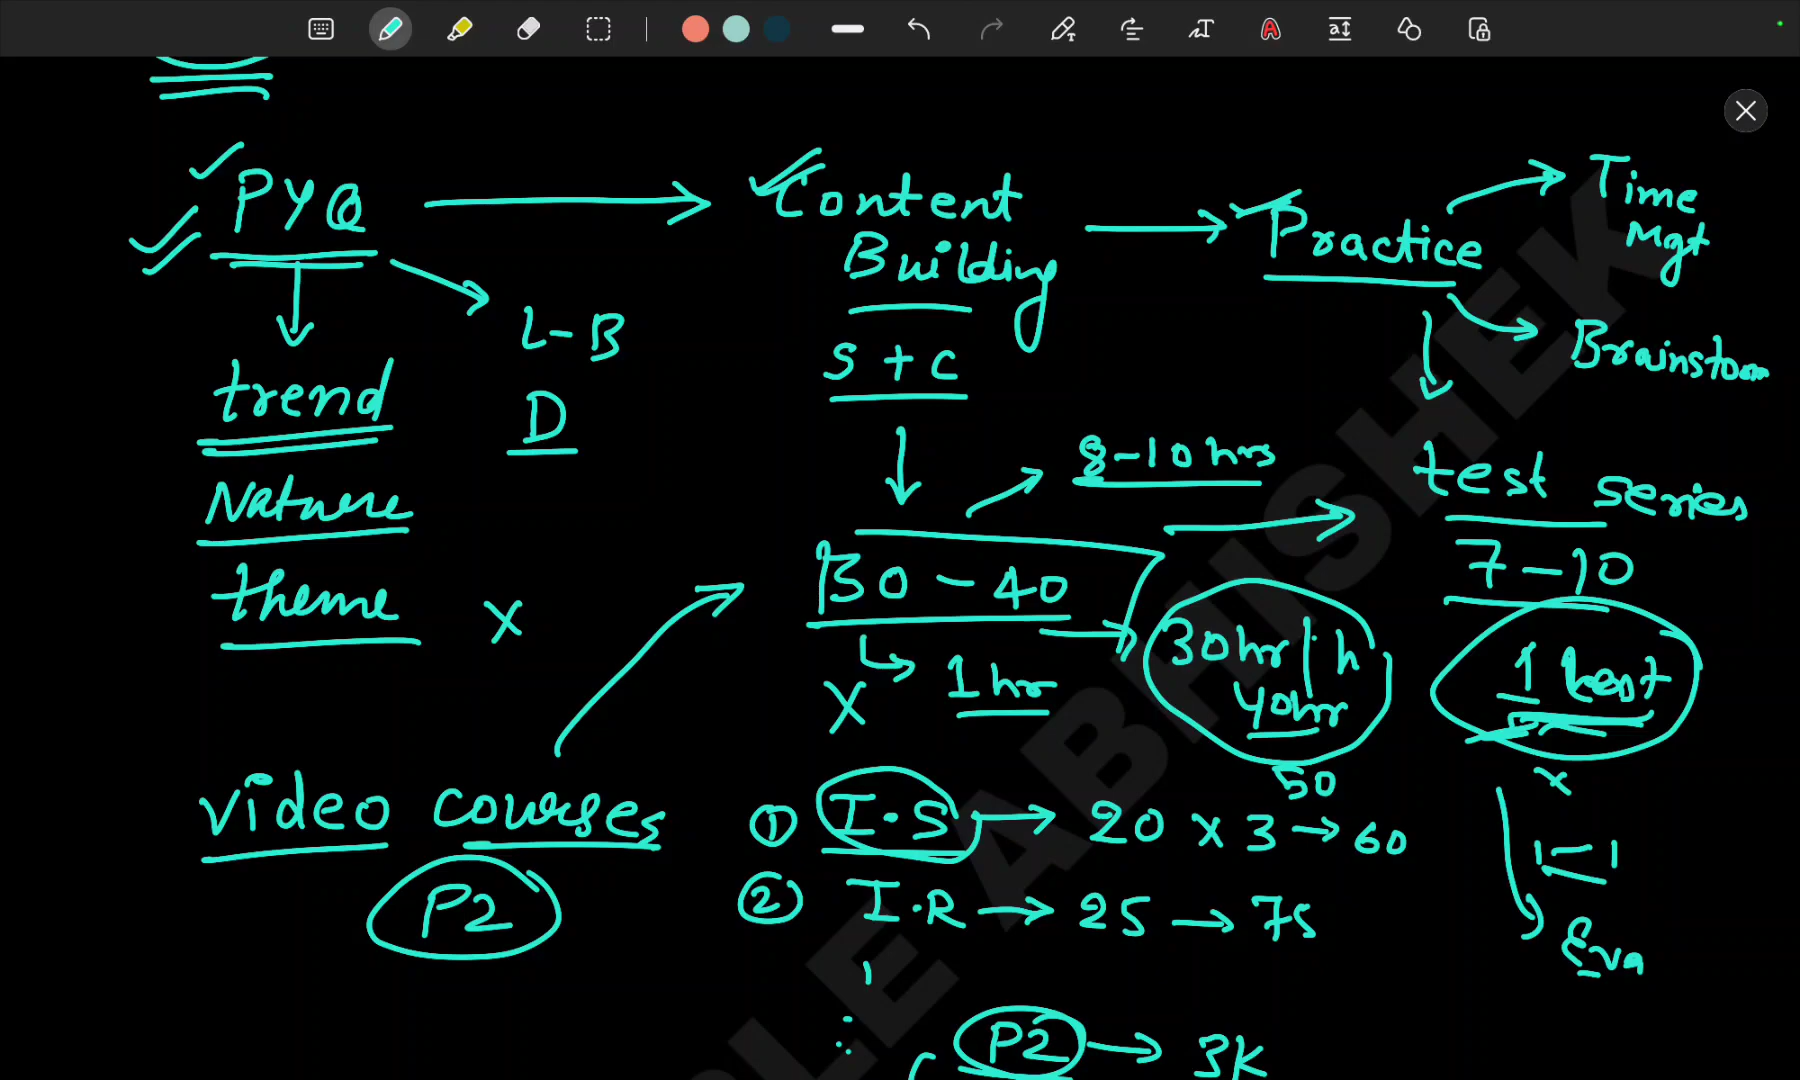 PYQ
Content
Building
Practice
Time
Mgt
Brainstorm
L-B
D
trend
Nature
theme X
S + C
8-10 hrs
test series
7-10
30-40
1 hr
X
30hr | h
40hr
50
1 test
x
1-1
Eva
video courses
P2
① I.S → 20 x 3 → 60
② I.R → 25 → 75
P2 → 3K
LE ABHISHEK